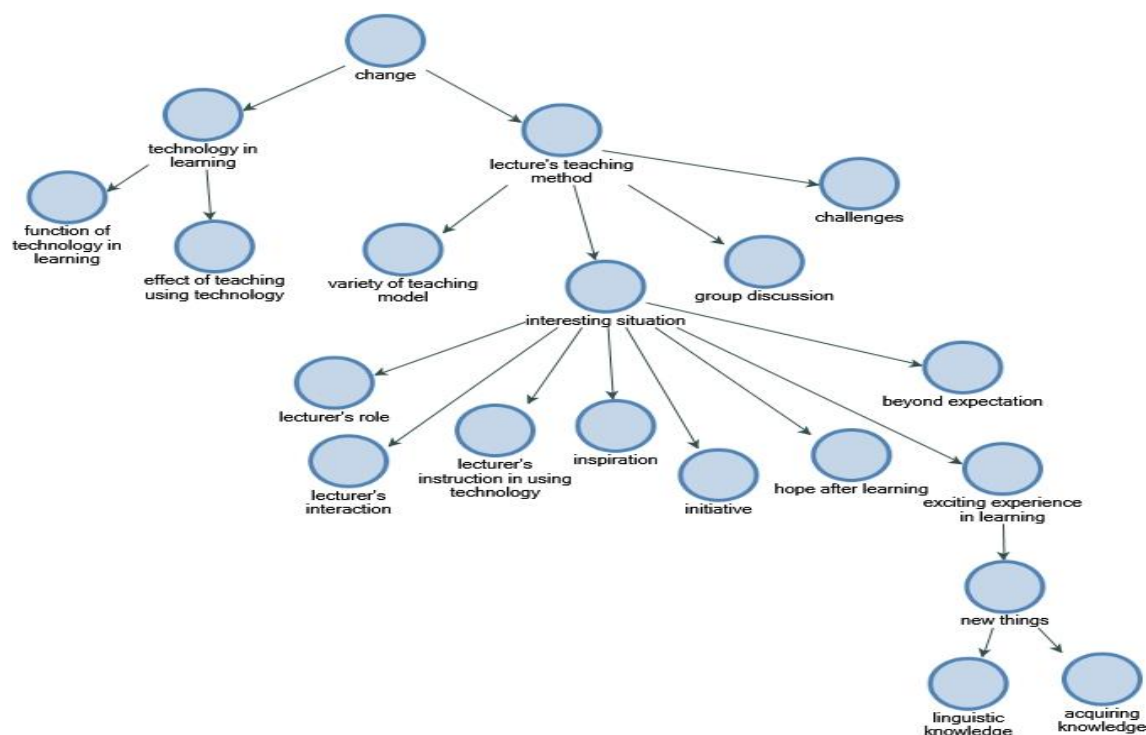 change
technology in
learning
lecture's teaching
method
challenges
function of
technology in
learning
effect of teaching
using technology
variety of teaching
model
group discussion
interesting situation
beyond expectation
lecturer's role
lecturer's
interaction
lecturer's
instruction in using
technology
inspiration
initiative
hope after learning
exciting experience
in learning
new things
linguistic
knowledge
acquiring
knowledge